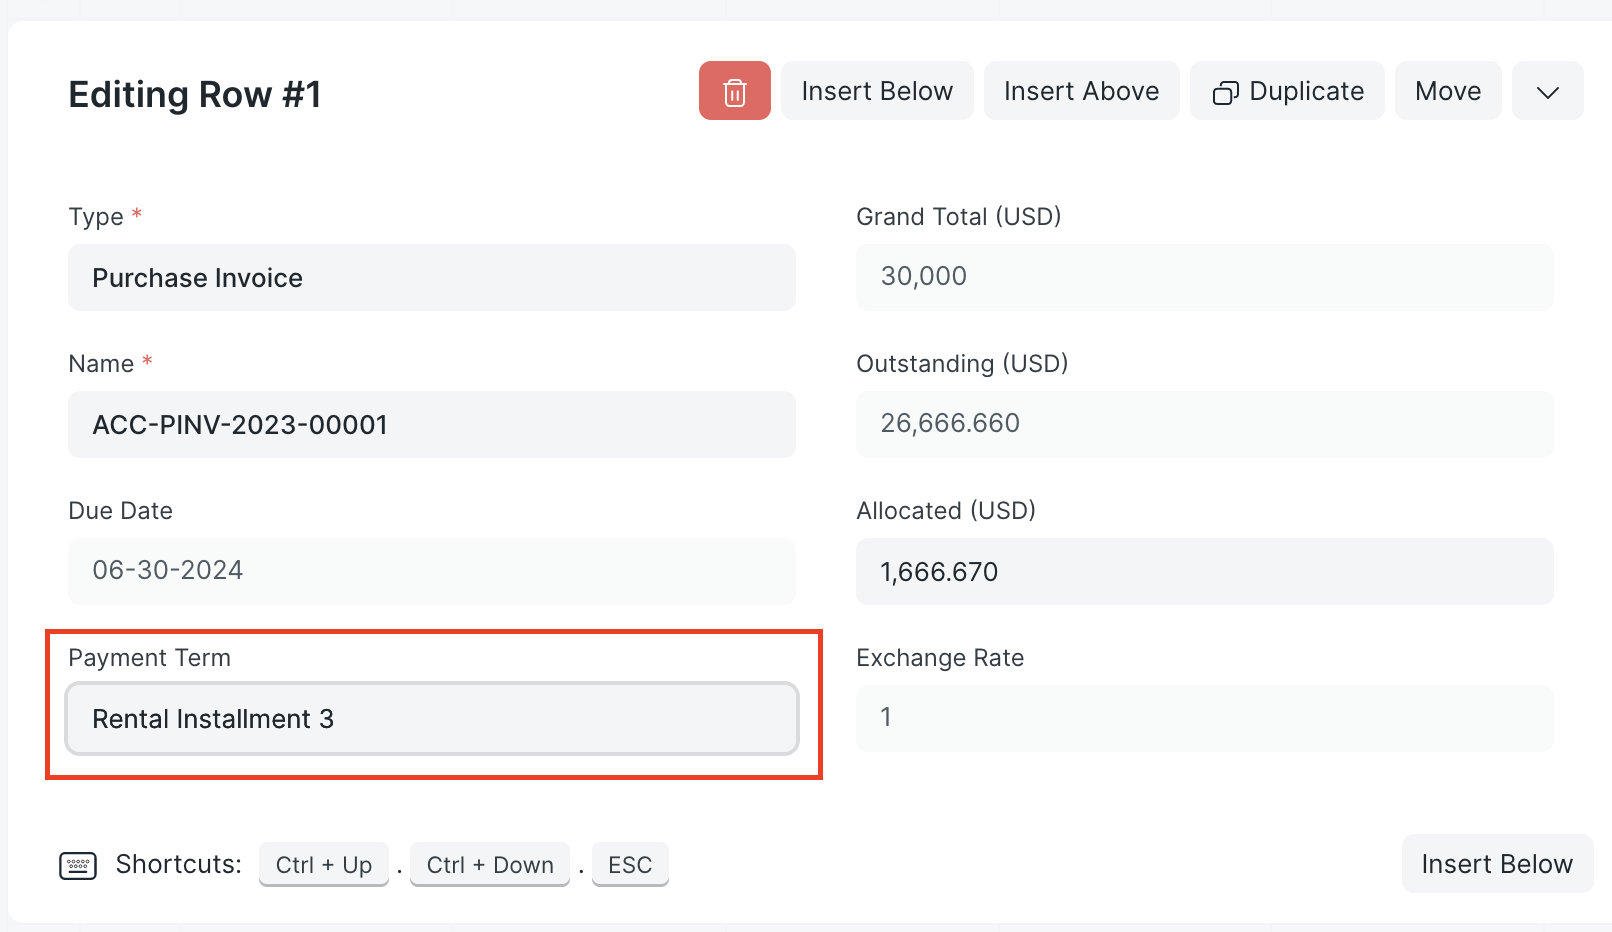 Editing Row #1
Insert Below
Insert Above
Duplicate
Move
Type *
Purchase Invoice
Name *
ACC-PINV-2023-00001
Due Date
06-30-2024
Payment Term
Rental Installment 3
Grand Total (USD)
30,000
Outstanding (USD)
26,666.660
Allocated (USD)
1,666.670
Exchange Rate
1
Shortcuts: Ctrl + Up . Ctrl + Down . ESC
Insert Below